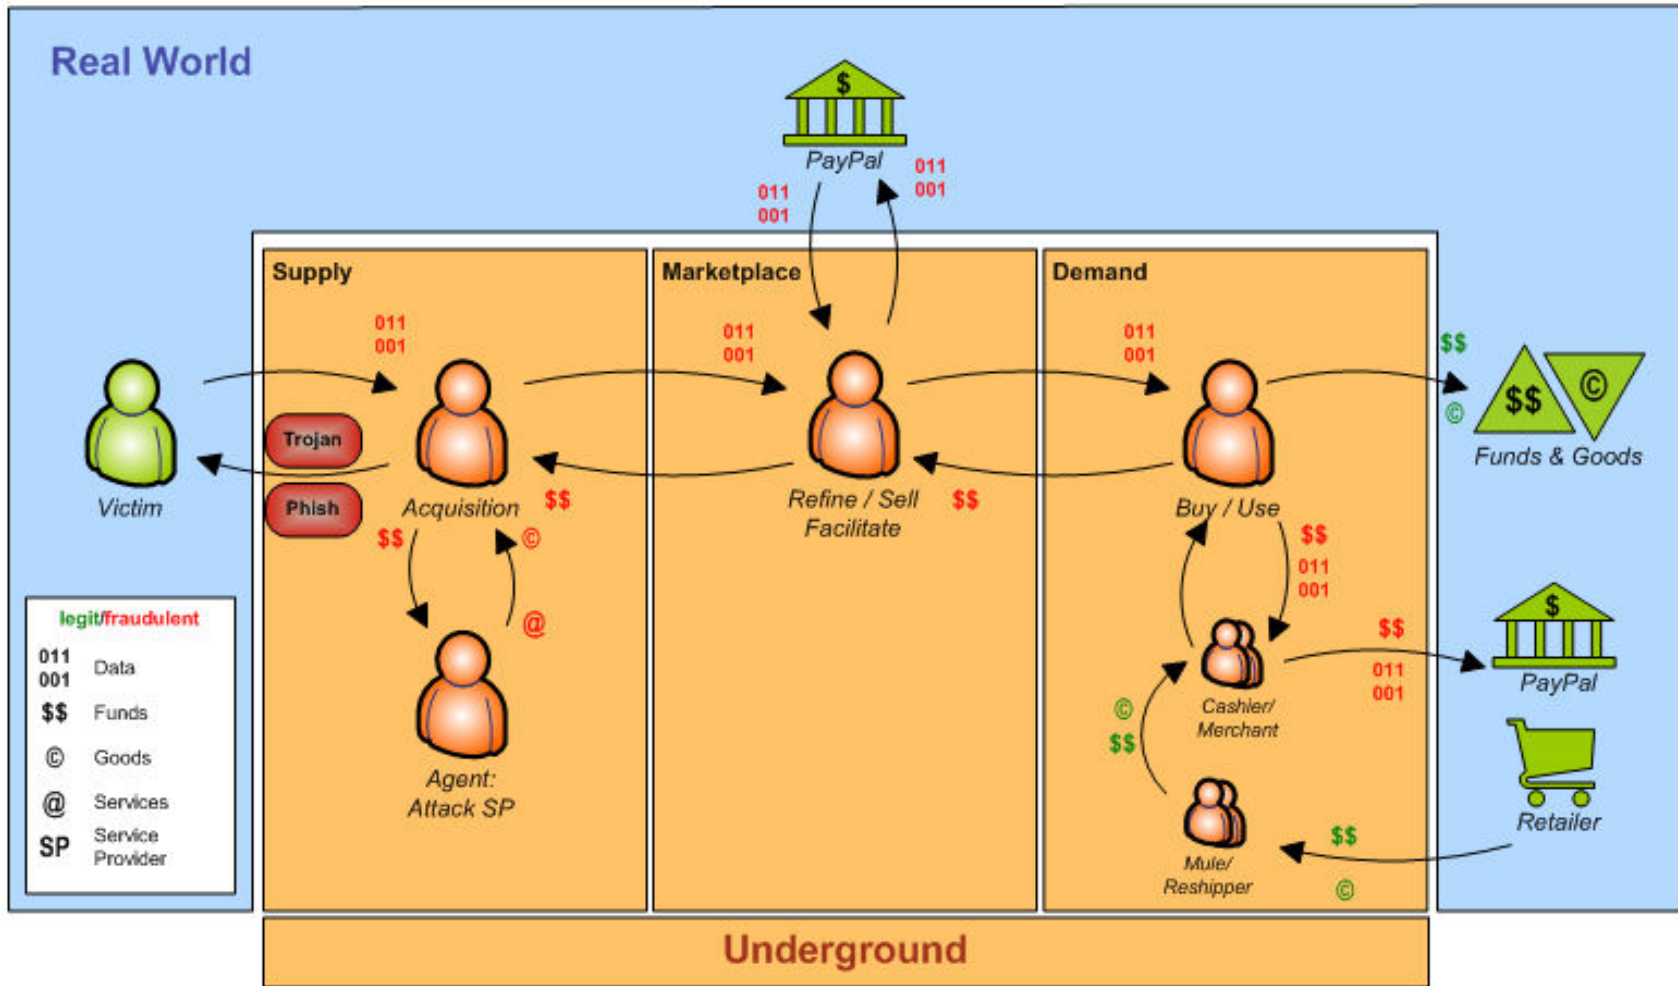 Real World
$
PayPal
011
001
011
001
Supply
Marketplace
Demand
011
001
011
001
011
001
$$
©
$$
©
Funds & Goods
Trojan
Phish
Victim
Acquisition
$$
Refine / Sell
Facilitate
$$
Buy / Use
$$
©
@
$$
011
001
Agent:
Attack SP
Cashier/
Merchant
$$
011
001
$
PayPal
©
$$
Mule/
Reshipper
$$
©
Retailer
legit/fraudulent
011
001
Data
$$ Funds
© Goods
@ Services
SP Service
Provider
Underground